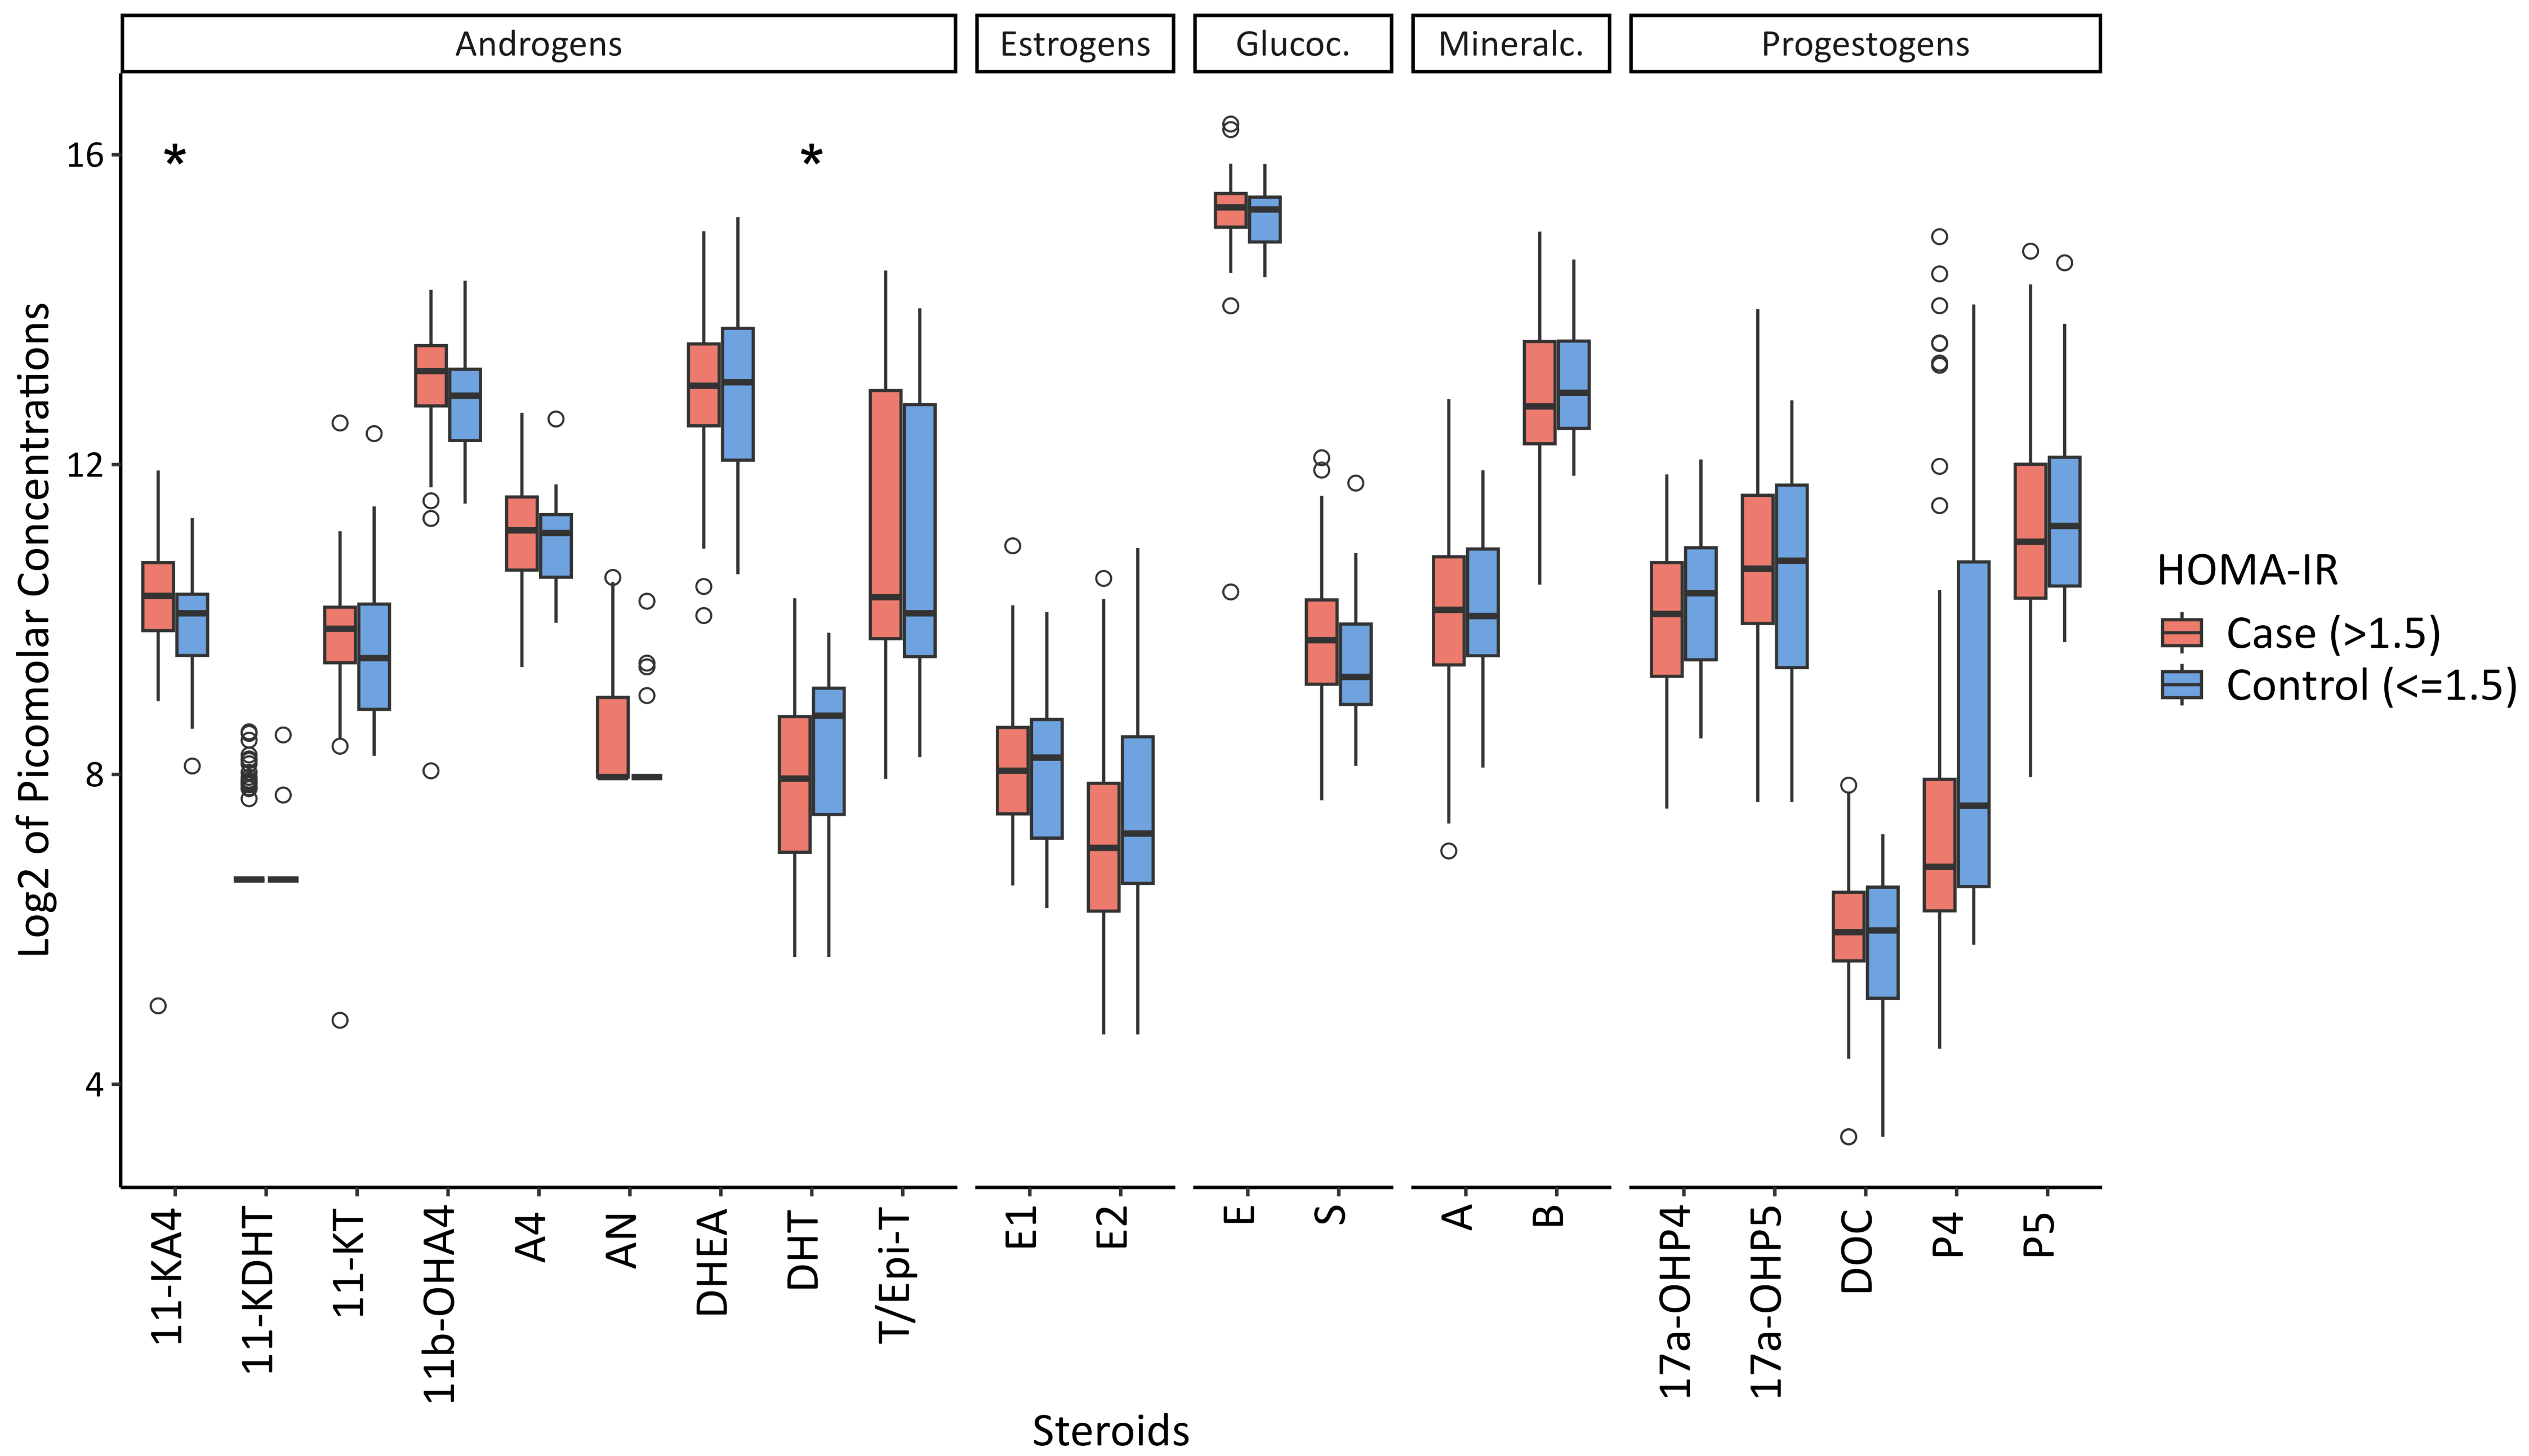 Androgens
Estrogens
Glucoc.
Mineralc.
Progestogens
Log2 of Picomolar Concentrations
16
12
8
4
*
*
11-KA4
11-KDHT
11-KT
11b-OHA4
A4
AN
DHEA
DHT
T/Epi-T
E1
E2
E
S
A
B
17a-OHP4
17a-OHP5
DOC
P4
P5
Steroids
HOMA-IR
Case (>1.5)
Control (<=1.5)